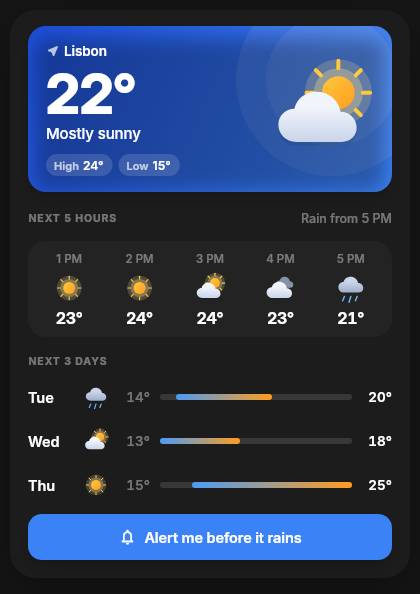 Lisbon
22°
Mostly sunny
High 24° Low 15°
NEXT 5 HOURS Rain from 5 PM
1 PM 2 PM 3 PM 4 PM 5 PM
23° 24° 24° 23° 21°
NEXT 3 DAYS
Tue 14° 20°
Wed 13° 18°
Thu 15° 25°
Alert me before it rains